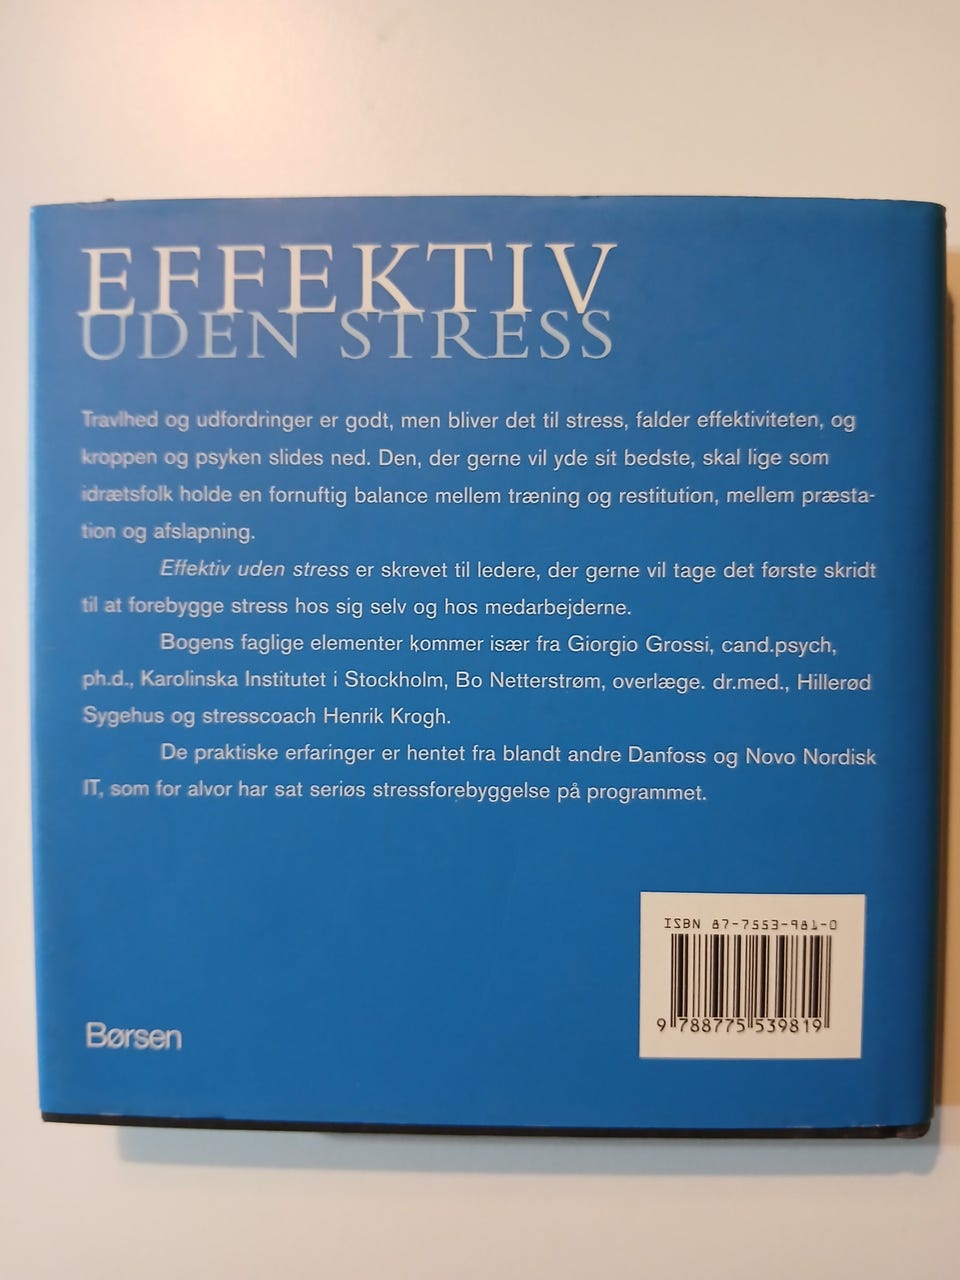 EFFEKTIV
UDEN STRESS
Travlhed og udfordringer er godt, men bliver det til stress, falder effektiviteten, og
kroppen og psyken slides ned. Den, der gerne vil yde sit bedste, skal lige som
idrætsfolk holde en fornuftig balance mellem træning og restitution, mellem præsta-
tion og afslapning.
Effektiv uden stress er skrevet til ledere, der gerne vil tage det første skridt
til at forebygge stress hos sig selv og hos medarbejderne.
Bogens faglige elementer kommer især fra Giorgio Grossi, cand.psych,
ph.d., Karolinska Institutet i Stockholm, Bo Netterstrøm, overlæge. dr.med., Hillerød
Sygehus og stresscoach Henrik Krogh.
De praktiske erfaringer er hentet fra blandt andre Danfoss og Novo Nordisk
IT, som for alvor har sat seriøs stressforebyggelse på programmet.
ISBN 87-7553-981-0
9 788775 539819
Børsen